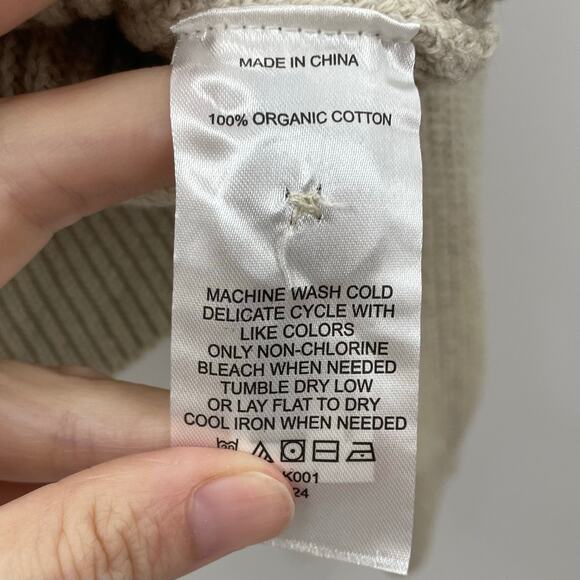 MADE IN CHINA
100% ORGANIC COTTON
MACHINE WASH COLD
DELICATE CYCLE WITH
LIKE COLORS
ONLY NON-CHLORINE
BLEACH WHEN NEEDED
TUMBLE DRY LOW
OR LAY FLAT TO DRY
COOL IRON WHEN NEEDED
K001
24